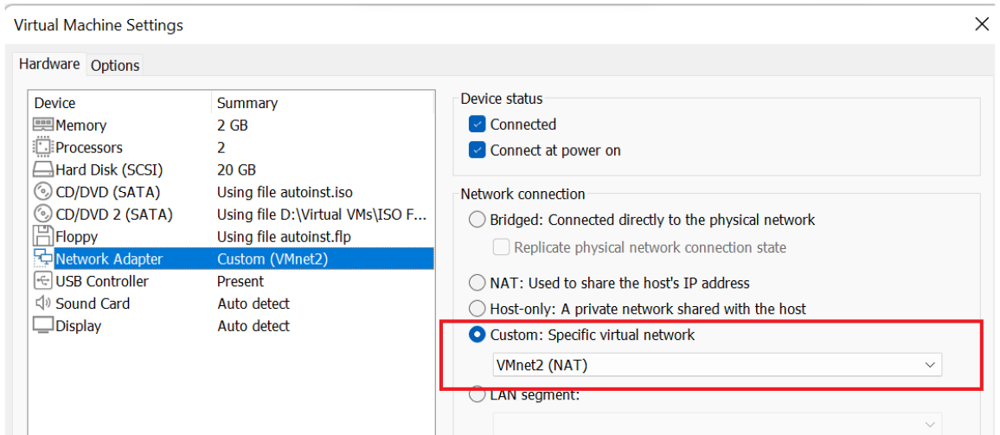 Virtual Machine Settings
Hardware Options
Device Summary
Memory 2 GB
Processors 2
Hard Disk (SCSI) 20 GB
CD/DVD (SATA) Using file autoinst.iso
CD/DVD 2 (SATA) Using file D:\Virtual VMs\ISO F...
Floppy Using file autoinst.flp
Network Adapter Custom (VMnet2)
USB Controller Present
Sound Card Auto detect
Display Auto detect
Device status
Connected
Connect at power on
Network connection
Bridged: Connected directly to the physical network
Replicate physical network connection state
NAT: Used to share the host's IP address
Host-only: A private network shared with the host
Custom: Specific virtual network
VMnet2 (NAT)
LAN segment: